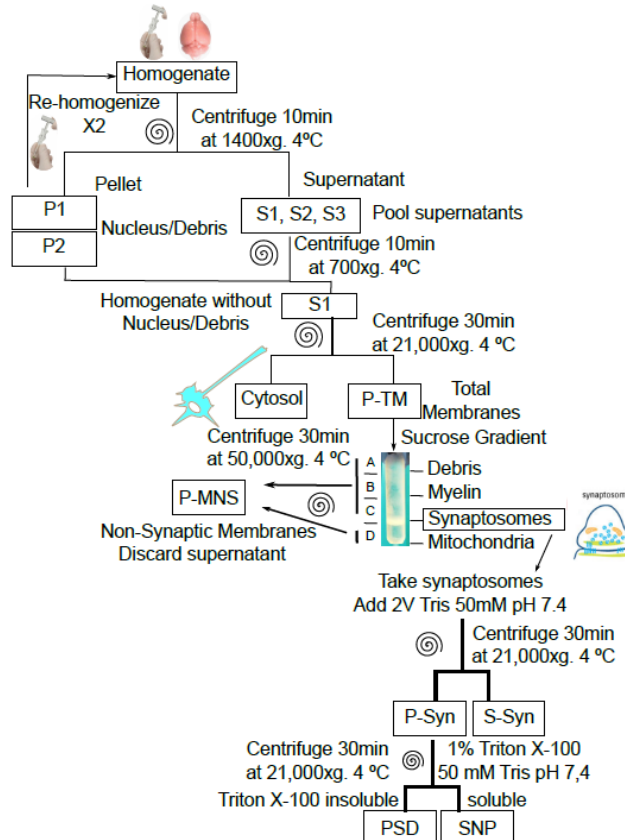 Homogenate
Re-homogenize
X2
Centrifuge 10min
at 1400xg. 4ºC
Pellet
Supernatant
P1
Nucleus/Debris
P2
S1, S2, S3
Pool supernatants
Centrifuge 10min
at 700xg. 4ºC
Homogenate without
Nucleus/Debris
S1
Centrifuge 30min
at 21,000xg. 4 ºC
Cytosol
P-TM
Total
Membranes
Sucrose Gradient
Centrifuge 30min
at 50,000xg. 4 ºC
A
B
C
D
Debris
Myelin
Synaptosomes
Mitochondria
synaptosom
P-MNS
Non-Synaptic Membranes
Discard supernatant
Take synaptosomes
Add 2V Tris 50mM pH 7.4
Centrifuge 30min
at 21,000xg. 4 ºC
P-Syn
S-Syn
Centrifuge 30min
at 21,000xg. 4 ºC
1% Triton X-100
50 mM Tris pH 7,4
Triton X-100 insoluble
soluble
PSD
SNP